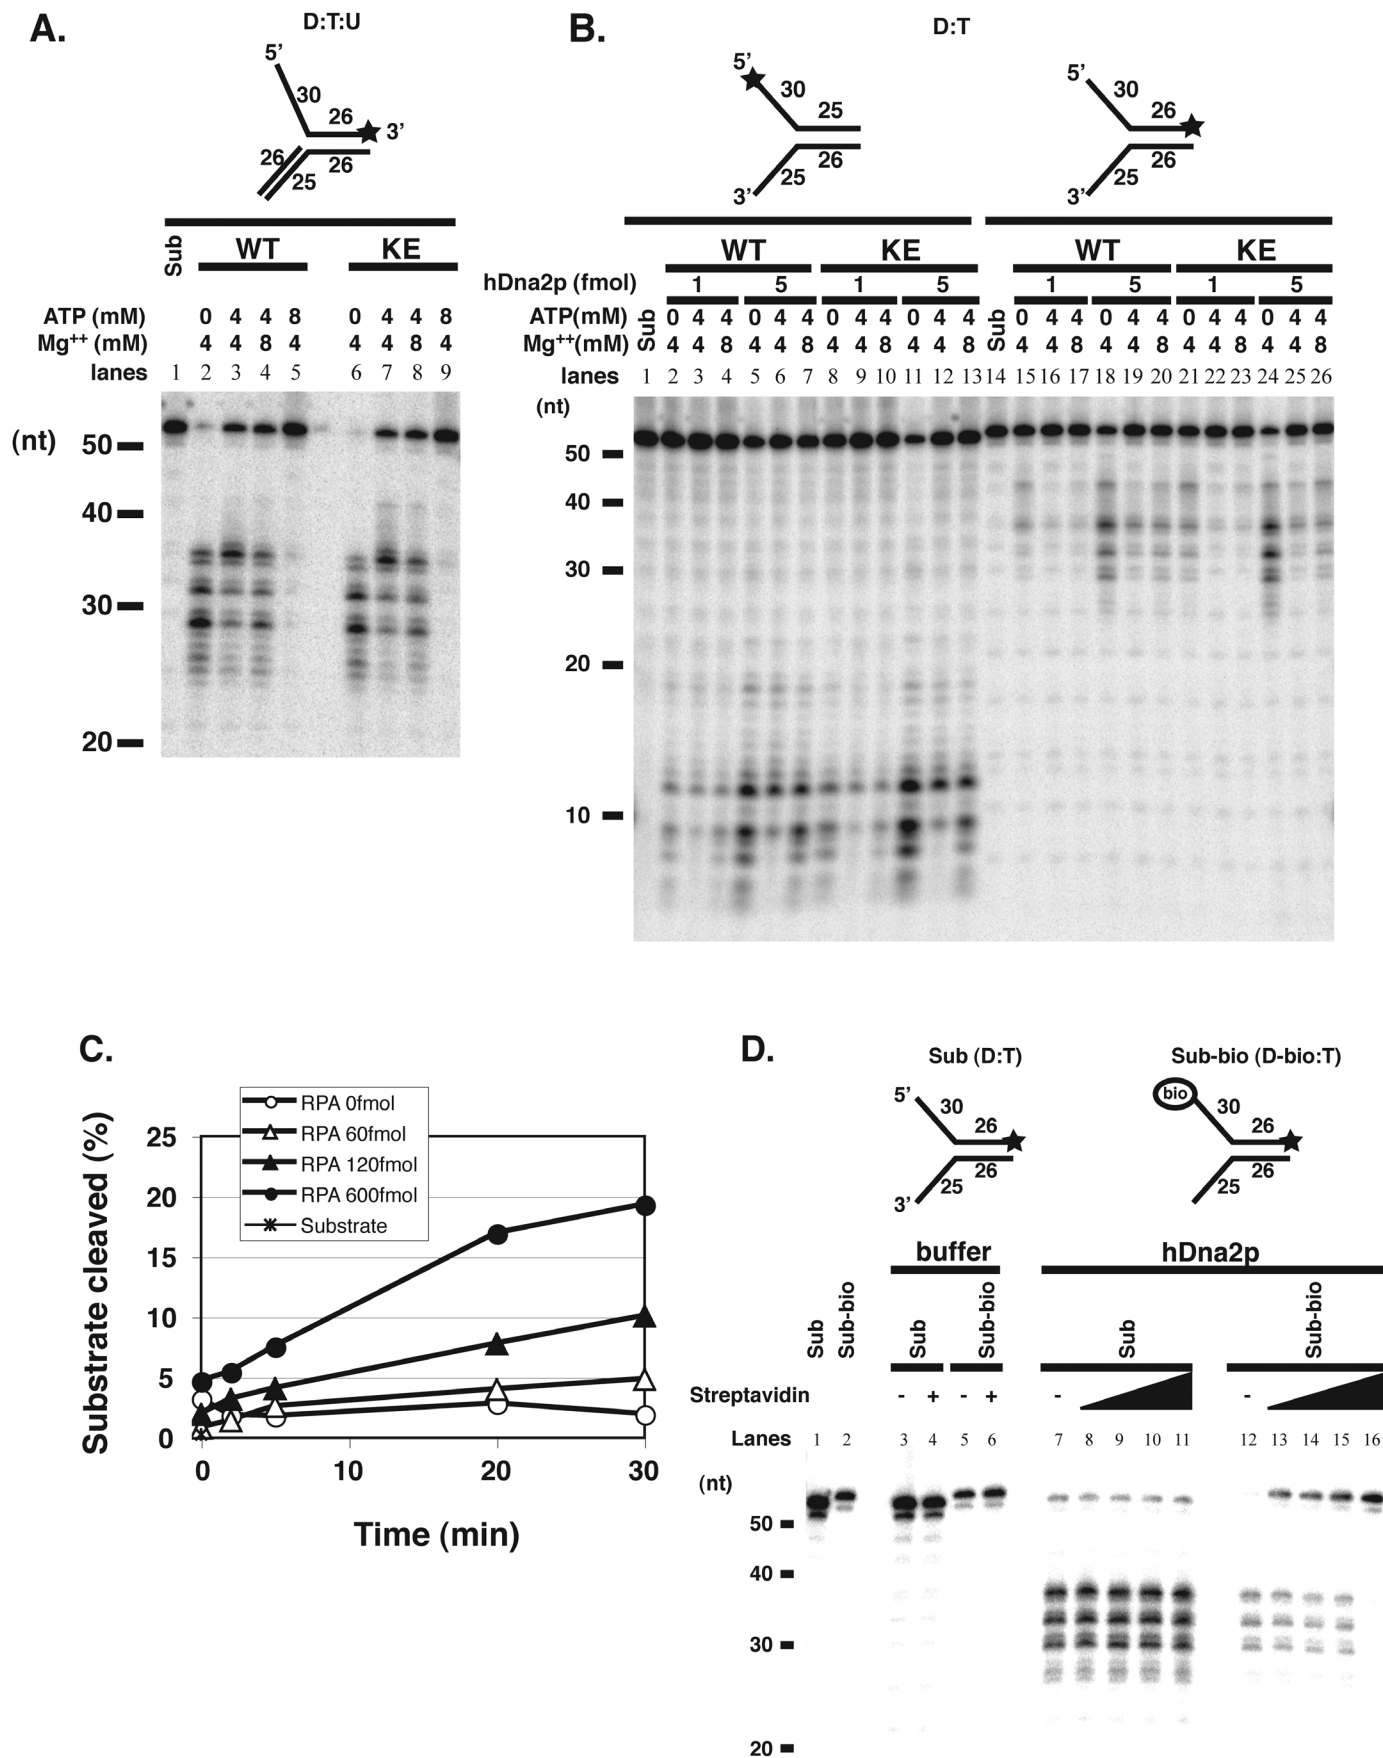 A.
D:T:U
5’
30
26
3’
26
26
25
Sub
WT
KE
ATP (mM) 0 4 4 8 0 4 4 8
Mg++ (mM) 4 4 8 4 4 4 8 4
lanes 1 2 3 4 5 6 7 8 9
(nt)
50
40
30
20
B.
D:T
5’
30
25
26
25
3’
5’
30
26
26
25
3’
WT KE WT KE
hDna2p (fmol) 1 5 1 5 1 5 1 5
Sub
Sub
ATP(mM) 0 4 4 0 4 4 0 4 4 0 4 4 0 4 4 0 4 4 0 4 4 0 4 4
Mg++(mM) 4 4 8 4 4 8 4 4 8 4 4 8 4 4 8 4 4 8 4 4 8 4 4 8
lanes 1 2 3 4 5 6 7 8 9 10 11 12 13 14 15 16 17 18 19 20 21 22 23 24 25 26
(nt)
50
40
30
20
10
C.
RPA 0fmol
RPA 60fmol
RPA 120fmol
RPA 600fmol
Substrate
Substrate cleaved (%)
25
20
15
10
5
0
0 10 20 30
Time (min)
D.
Sub (D:T)
Sub-bio (D-bio:T)
5’
30
26
26
25
3’
bio
30
26
26
25
buffer
hDna2p
Sub
Sub-bio
Sub
Sub-bio
Sub
Sub-bio
Streptavidin - + - + - -
Lanes 1 2 3 4 5 6 7 8 9 10 11 12 13 14 15 16
(nt)
50
40
30
20